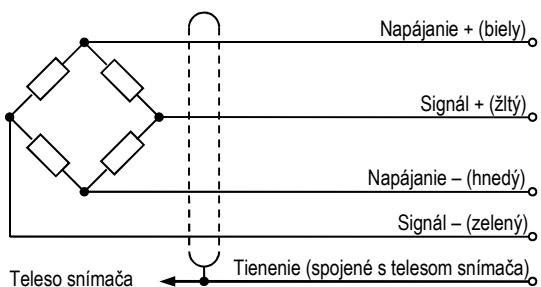 Napájanie + (biely)
Signál + (žltý)
Napájanie – (hnedý)
Signál – (zelený)
Tienenie (spojené s telesom snímača)
Teleso snímača